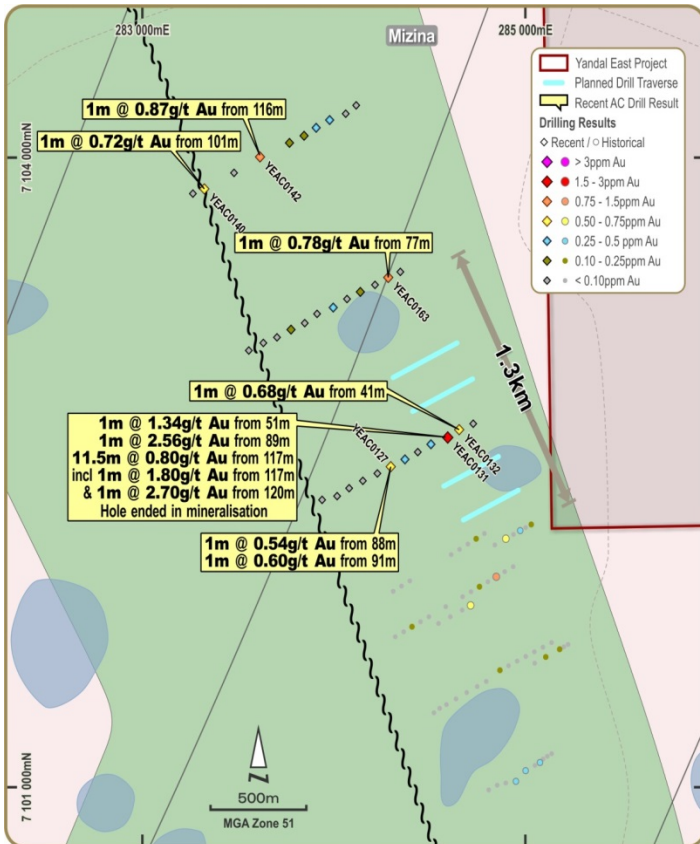 283 000mE
285 000mE
Mizina
7 104 000mN
7 101 000mN
Yandal East Project
Planned Drill Traverse
Recent AC Drill Result
Drilling Results
Recent / Historical
> 3ppm Au
1.5 - 3ppm Au
0.75 - 1.5ppm Au
0.50 - 0.75ppm Au
0.25 - 0.5 ppm Au
0.10 - 0.25ppm Au
< 0.10ppm Au
1m @ 0.87g/t Au from 116m
1m @ 0.72g/t Au from 101m
YEAC0142
YEAC0140
1m @ 0.78g/t Au from 77m
YEAC0163
1.3km
1m @ 0.68g/t Au from 41m
1m @ 1.34g/t Au from 51m
1m @ 2.56g/t Au from 89m
11.5m @ 0.80g/t Au from 117m
incl 1m @ 1.80g/t Au from 117m
& 1m @ 2.70g/t Au from 120m
Hole ended in mineralisation
YEAC0127
YEAC0132
YEAC0131
1m @ 0.54g/t Au from 88m
1m @ 0.60g/t Au from 91m
N
500m
MGA Zone 51